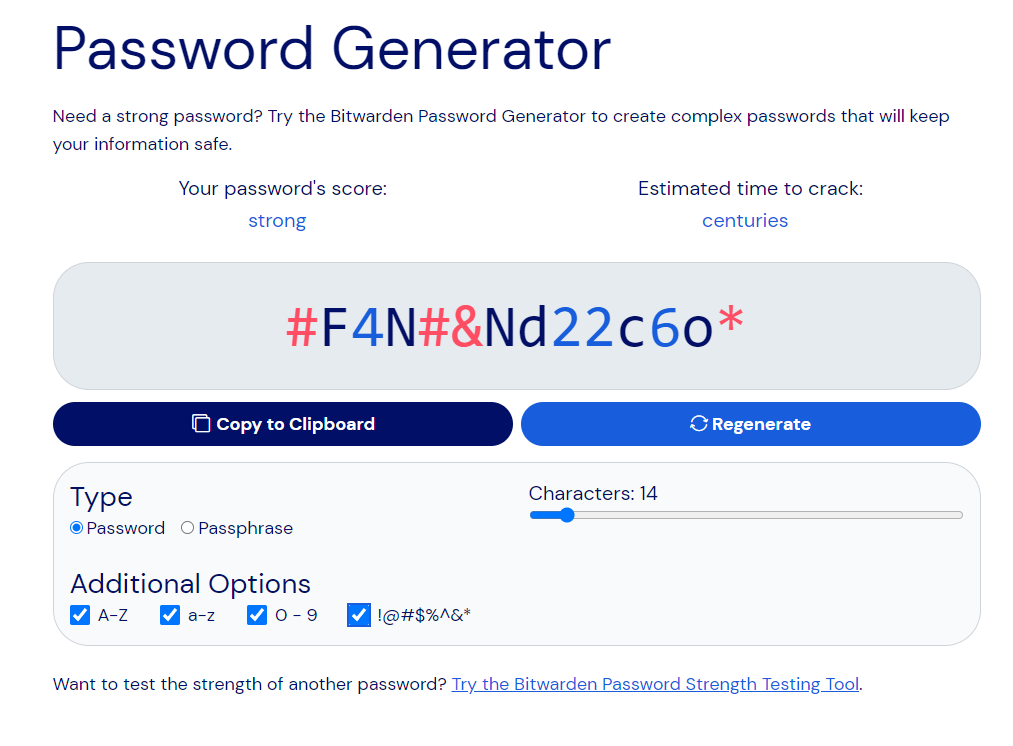 Password Generator
Need a strong password? Try the Bitwarden Password Generator to create complex passwords that will keep
your information safe.
Your password's score:
strong
Estimated time to crack:
centuries
#F4N#&Nd22c6o*
Copy to Clipboard
Regenerate
Type
Password Passphrase
Characters: 14
Additional Options
A-Z a-z 0 - 9 !@#$%^&*
Want to test the strength of another password? Try the Bitwarden Password Strength Testing Tool.